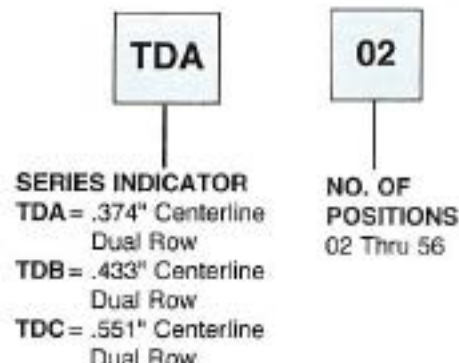 TDA
02
SERIES INDICATOR
TDA = .374" Centerline
Dual Row
TDB = .433" Centerline
Dual Row
TDC = .551" Centerline
Dual Row
NO. OF
POSITIONS
02 Thru 56